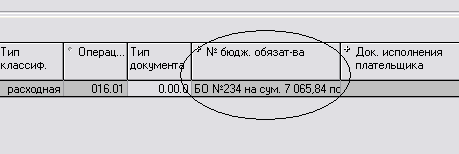 Тип классиф.
Операц...
Тип документа
№ бюдж. обязат-ва
Док. исполнения плательщика
расходная 016.01 0.00.0 БО №234 на сум. 7 065,84 по